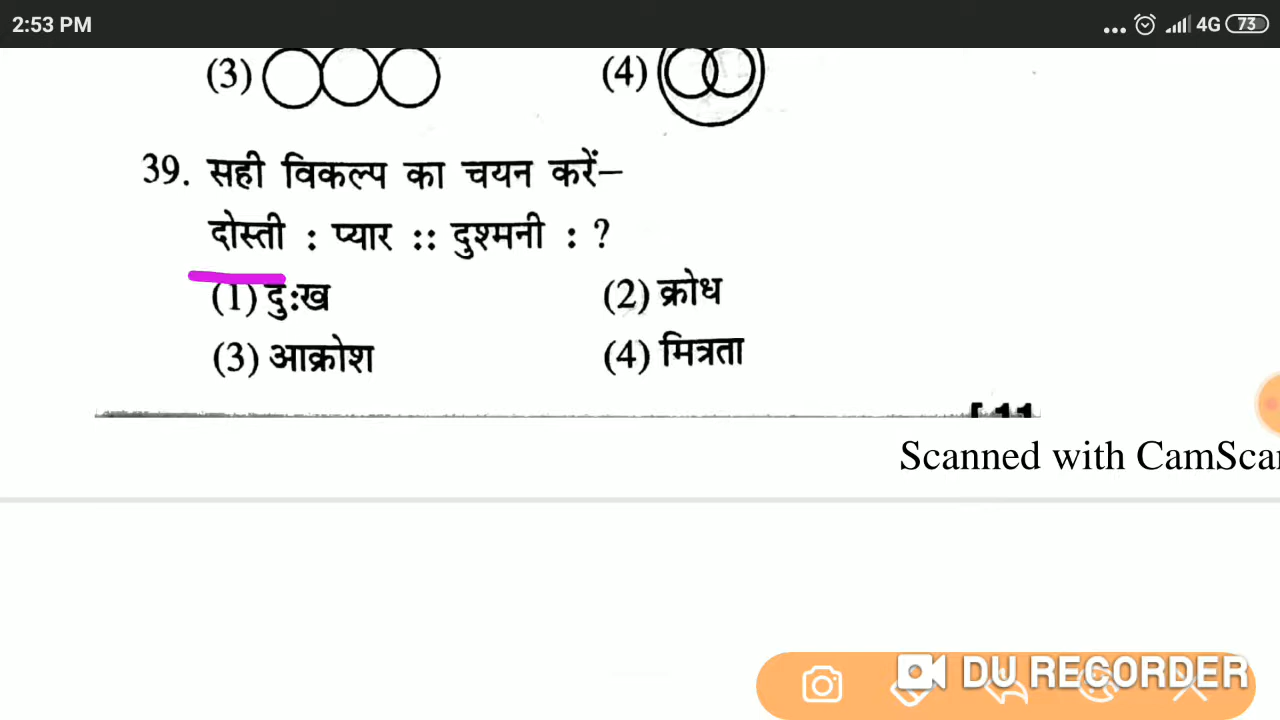 2:53 PM
4G 73
(3) (4)
39. सही विकल्प का चयन करें–
दोस्ती : प्यार :: दुश्मनी : ?
(1) दुःख (2) क्रोध
(3) आक्रोश (4) मित्रता
Scanned with CamScan
DU RECORDER